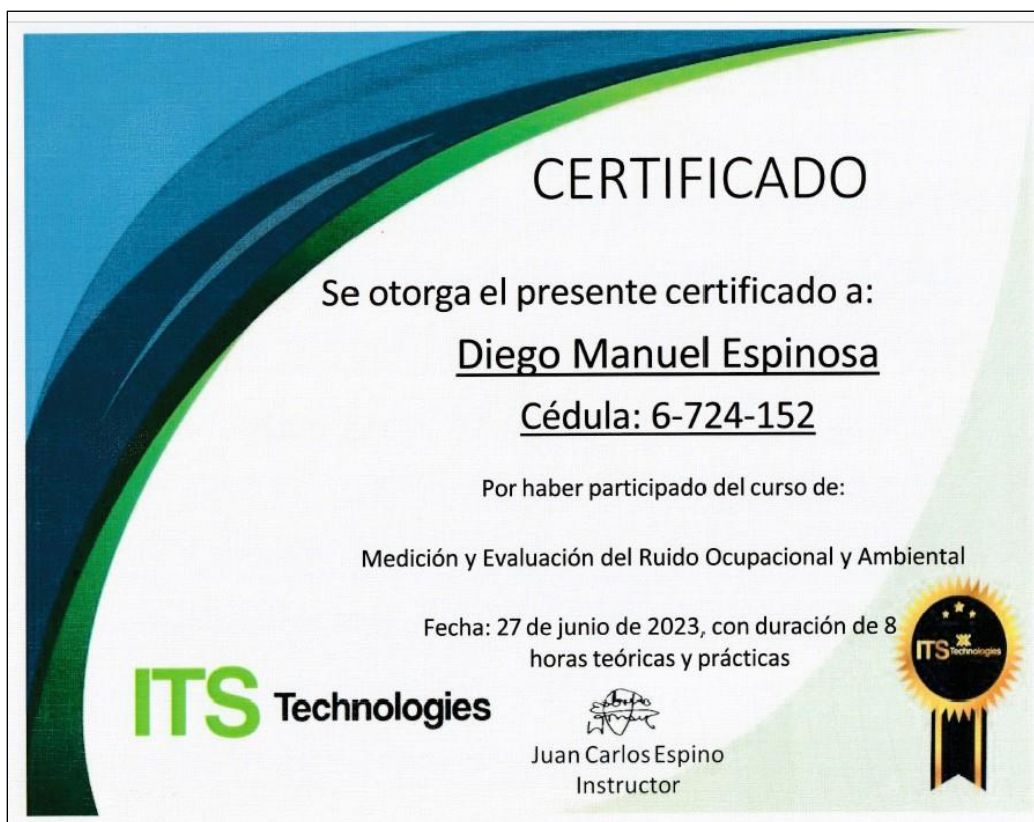 CERTIFICADO
Se otorga el presente certificado a:
Diego Manuel Espinosa
Cédula: 6-724-152
Por haber participado del curso de:
Medición y Evaluación del Ruido Ocupacional y Ambiental
Fecha: 27 de junio de 2023, con duración de 8
horas teóricas y prácticas
ITS Technologies
ITS Technologies
Juan Carlos Espino
Instructor